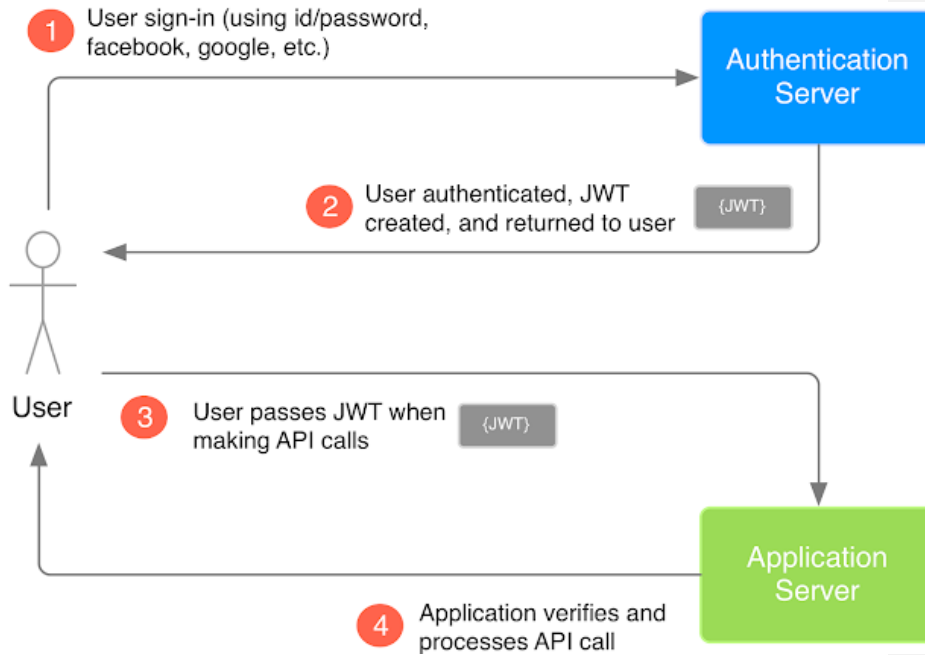 1
User sign-in (using id/password,
facebook, google, etc.)
Authentication
Server
2
User authenticated, JWT
created, and returned to user
{JWT}
User
3
User passes JWT when
making API calls
{JWT}
Application
Server
4
Application verifies and
processes API call